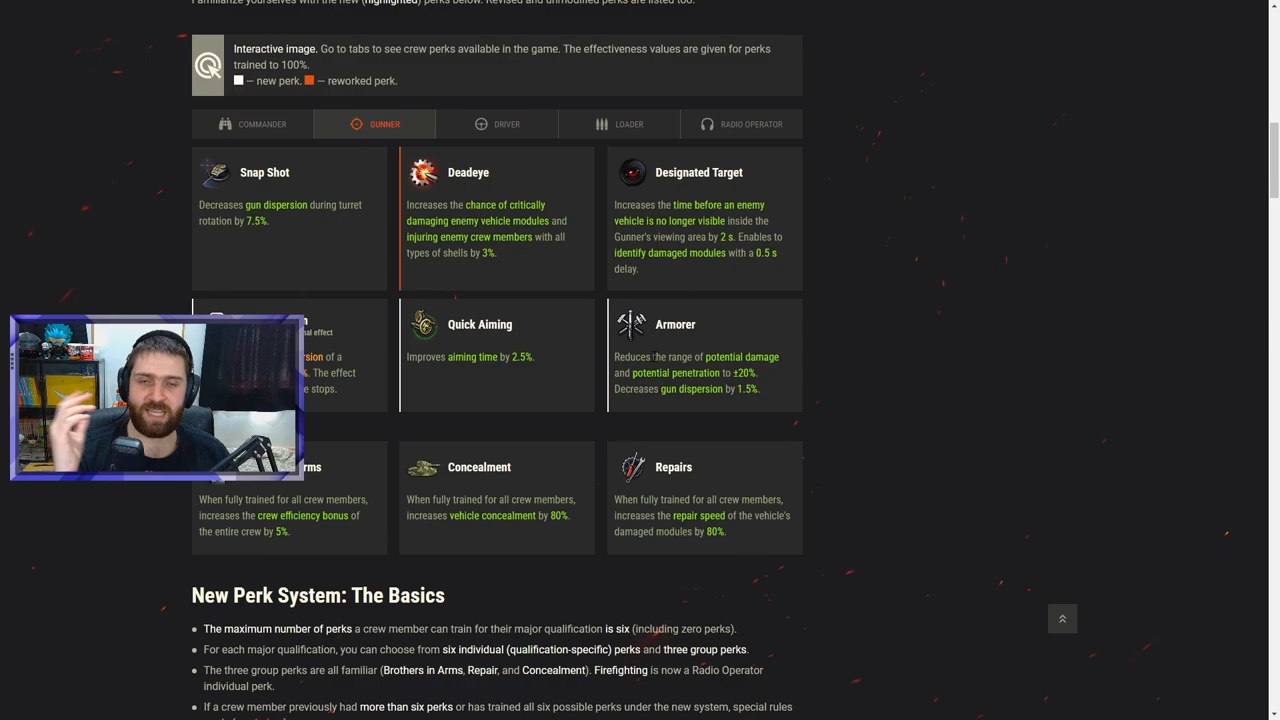 Familiarize yourselves with the new (highlighted) perks below. Revised and unmodified perks are listed too.
Interactive image. Go to tabs to see crew perks available in the game. The effectiveness values are given for perks
trained to 100%.
— new perk. — reworked perk.
COMMANDER
GUNNER
DRIVER
LOADER
RADIO OPERATOR
Snap Shot
Decreases gun dispersion during turret
rotation by 7.5%.
Deadeye
Increases the chance of critically
damaging enemy vehicle modules and
injuring enemy crew members with all
types of shells by 3%.
Designated Target
Increases the time before an enemy
vehicle is no longer visible inside the
Gunner's viewing area by 2 s. Enables to
identify damaged modules with a 0.5 s
delay.
effect
of a
The effect
stops.
Quick Aiming
Improves aiming time by 2.5%.
Armorer
Reduces the range of potential damage
and potential penetration to ±20%.
Decreases gun dispersion by 1.5%.
When fully trained for all crew members,
increases the crew efficiency bonus of
the entire crew by 5%.
Concealment
When fully trained for all crew members,
increases vehicle concealment by 80%.
Repairs
When fully trained for all crew members,
increases the repair speed of the vehicle's
damaged modules by 80%.
New Perk System: The Basics
The maximum number of perks a crew member can train for their major qualification is six (including zero perks).
For each major qualification, you can choose from six individual (qualification-specific) perks and three group perks.
The three group perks are all familiar (Brothers in Arms, Repair, and Concealment). Firefighting is now a Radio Operator
individual perk.
If a crew member previously had more than six perks or has trained all six possible perks under the new system, special rules